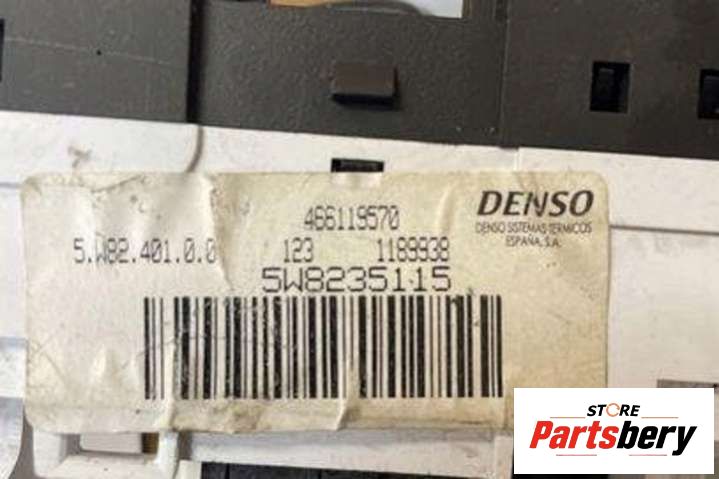 466119570
DENSO
DENSO SISTEMAS TERMICOS
ESPAÑA, S.A.
5.W82.401.0.0 123 1189938
5W8235115
STORE
Partsbery